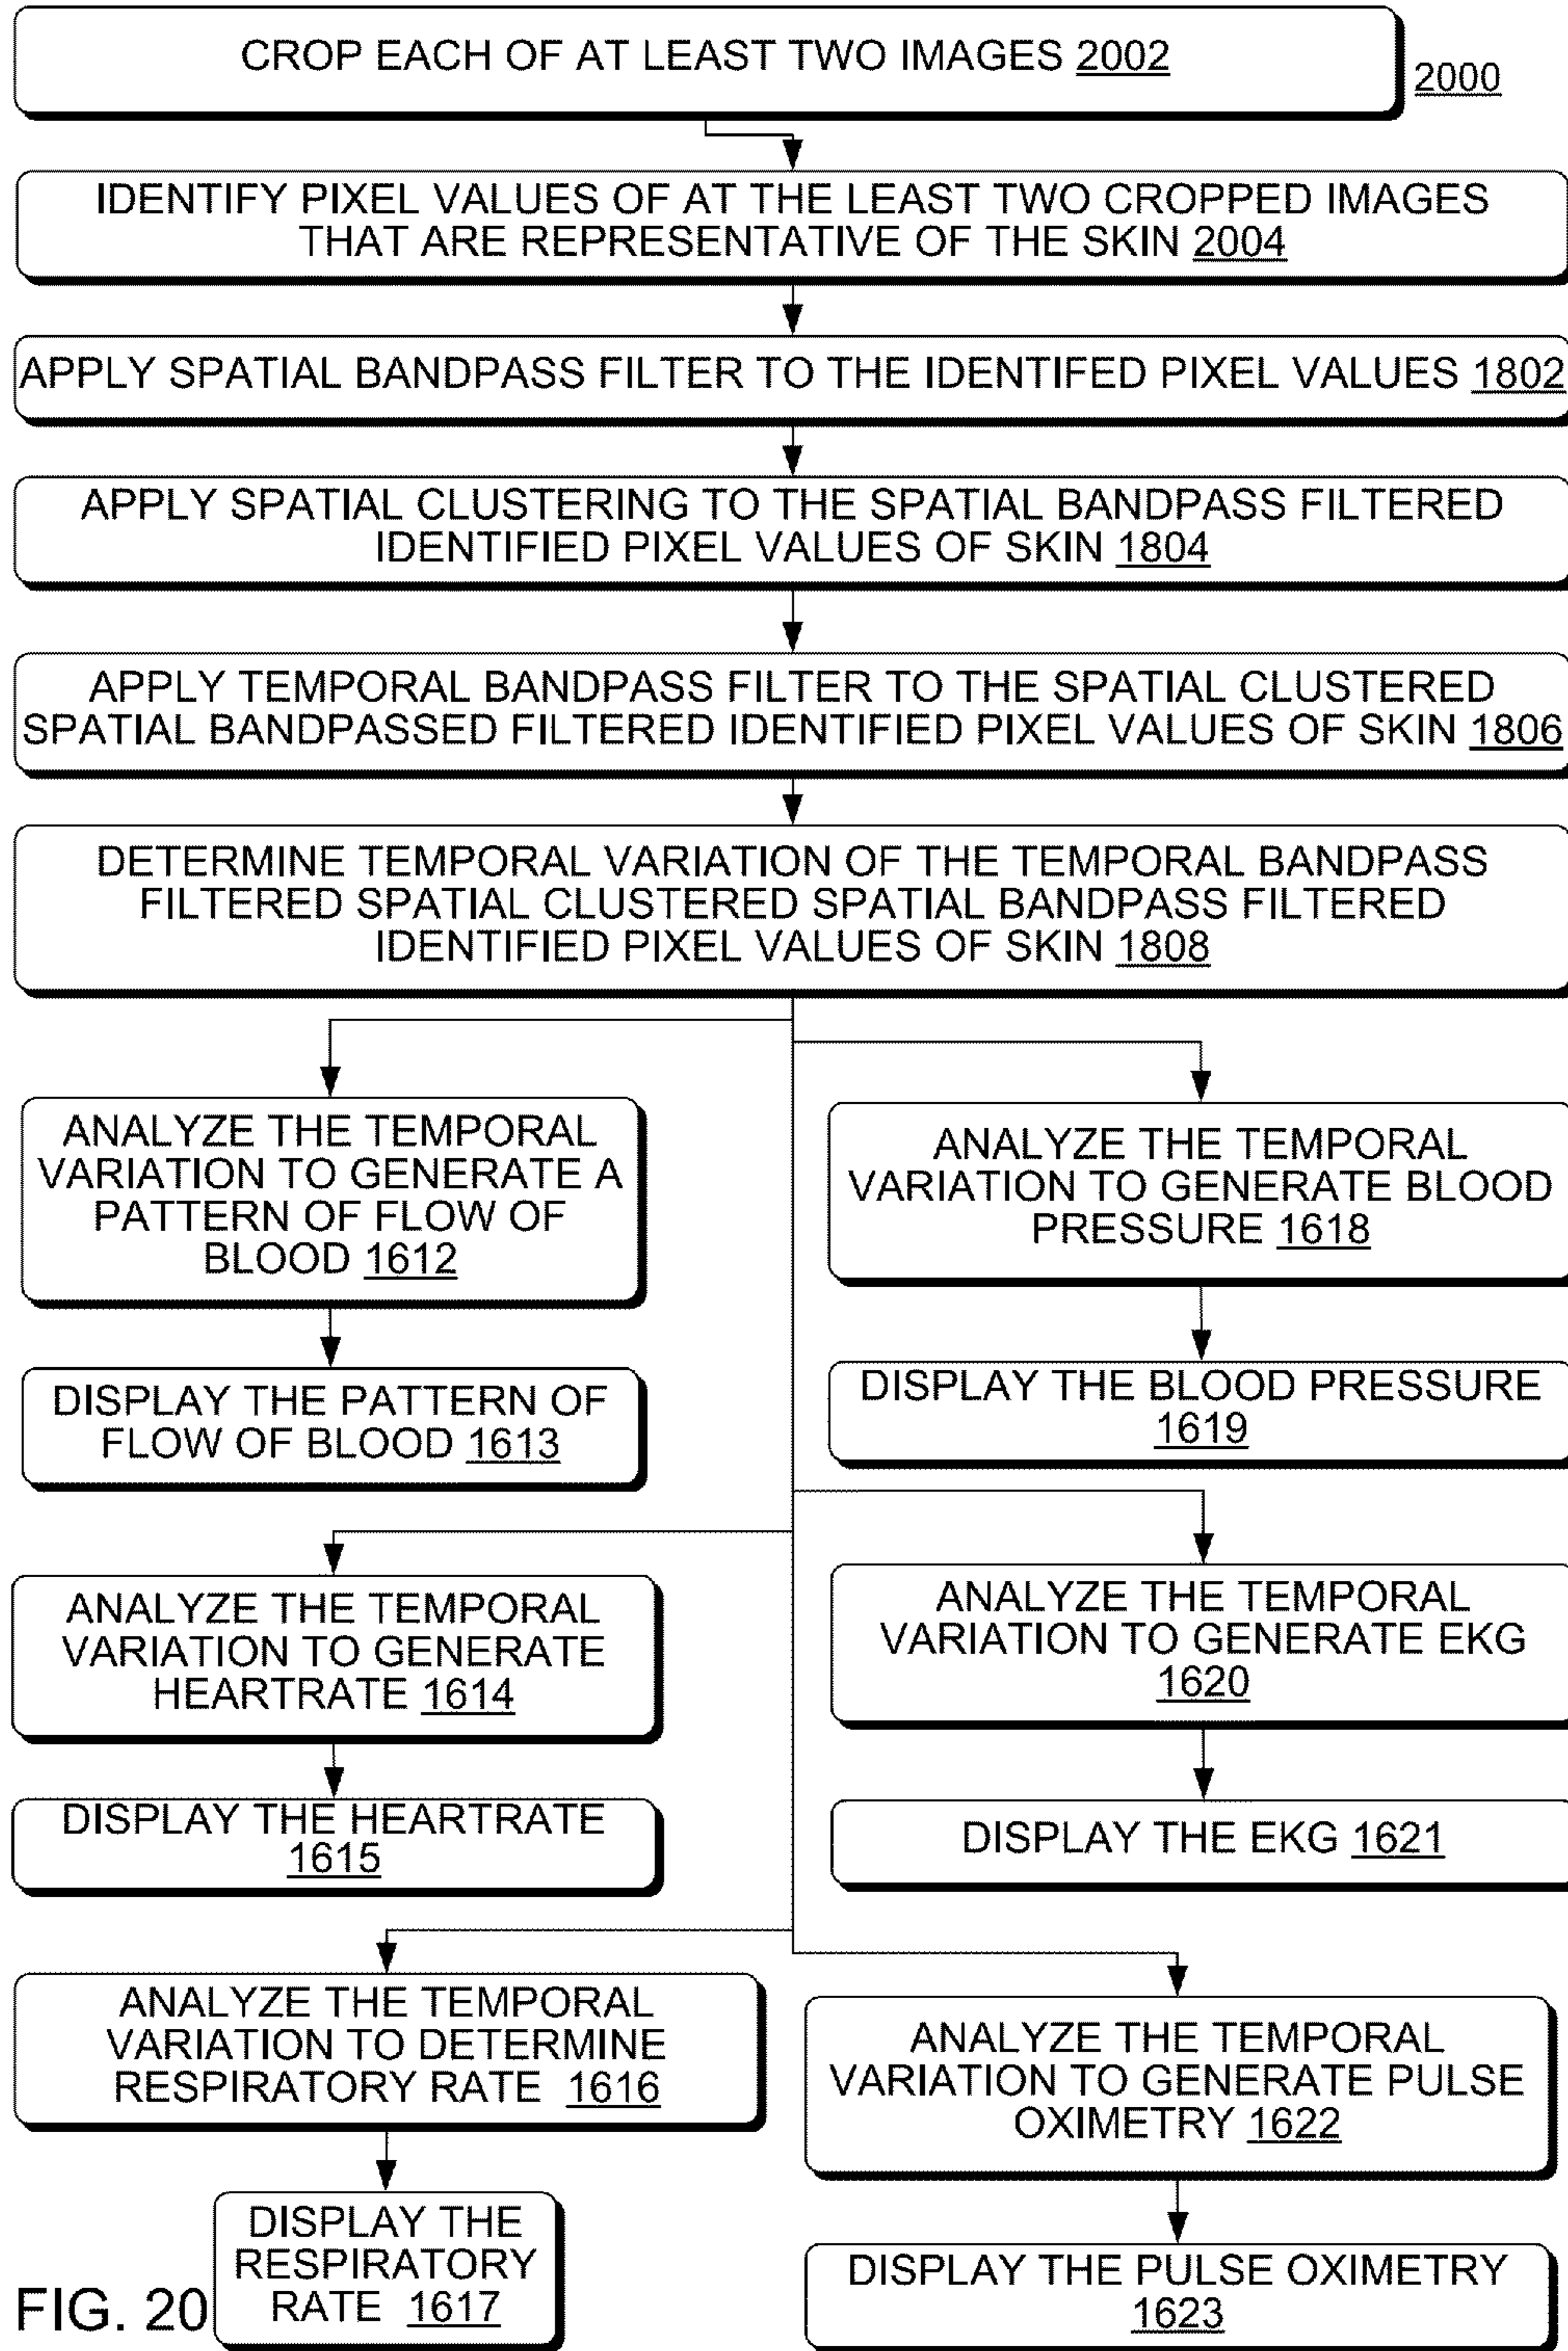 CROP EACH OF AT LEAST TWO IMAGES 2002
2000
IDENTIFY PIXEL VALUES OF AT THE LEAST TWO CROPPED IMAGES
THAT ARE REPRESENTATIVE OF THE SKIN 2004
APPLY SPATIAL BANDPASS FILTER TO THE IDENTIFED PIXEL VALUES 1802
APPLY SPATIAL CLUSTERING TO THE SPATIAL BANDPASS FILTERED
IDENTIFIED PIXEL VALUES OF SKIN 1804
APPLY TEMPORAL BANDPASS FILTER TO THE SPATIAL CLUSTERED
SPATIAL BANDPASSED FILTERED IDENTIFIED PIXEL VALUES OF SKIN 1806
DETERMINE TEMPORAL VARIATION OF THE TEMPORAL BANDPASS
FILTERED SPATIAL CLUSTERED SPATIAL BANDPASS FILTERED
IDENTIFIED PIXEL VALUES OF SKIN 1808
ANALYZE THE TEMPORAL
VARIATION TO GENERATE A
PATTERN OF FLOW OF
BLOOD 1612
ANALYZE THE TEMPORAL
VARIATION TO GENERATE BLOOD
PRESSURE 1618
DISPLAY THE PATTERN OF
FLOW OF BLOOD 1613
DISPLAY THE BLOOD PRESSURE
1619
ANALYZE THE TEMPORAL
VARIATION TO GENERATE
HEARTRATE 1614
ANALYZE THE TEMPORAL
VARIATION TO GENERATE EKG
1620
DISPLAY THE HEARTRATE
1615
DISPLAY THE EKG 1621
ANALYZE THE TEMPORAL
VARIATION TO DETERMINE
RESPIRATORY RATE 1616
ANALYZE THE TEMPORAL
VARIATION TO GENERATE PULSE
OXIMETRY 1622
DISPLAY THE
RESPIRATORY
RATE 1617
DISPLAY THE PULSE OXIMETRY
1623
FIG. 20